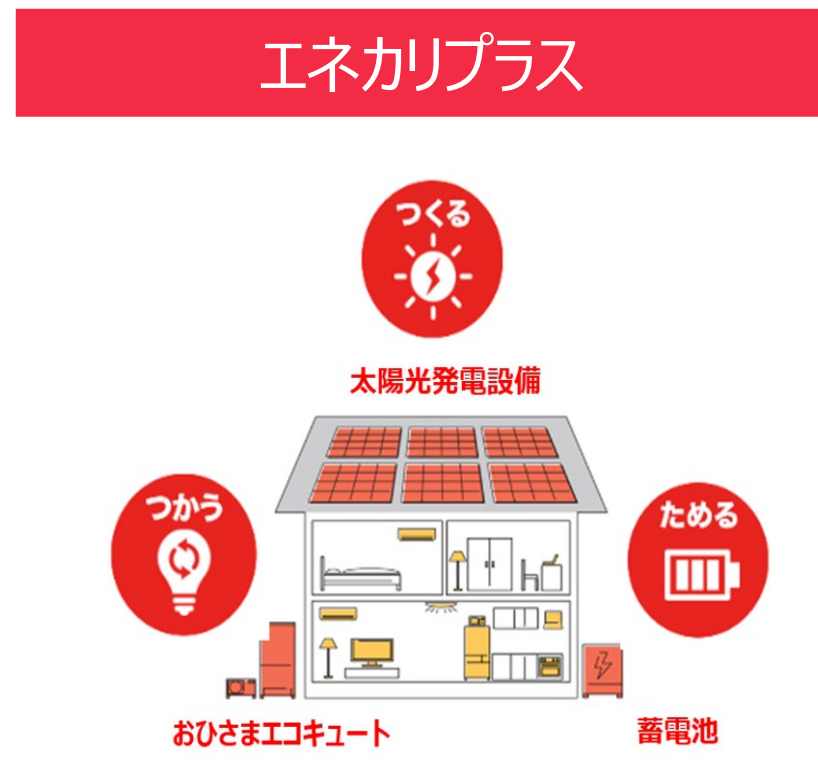 エネカリプラス
つくる
太陽光発電設備
つかう
ためる
おひさまエコキュート
蓄電池